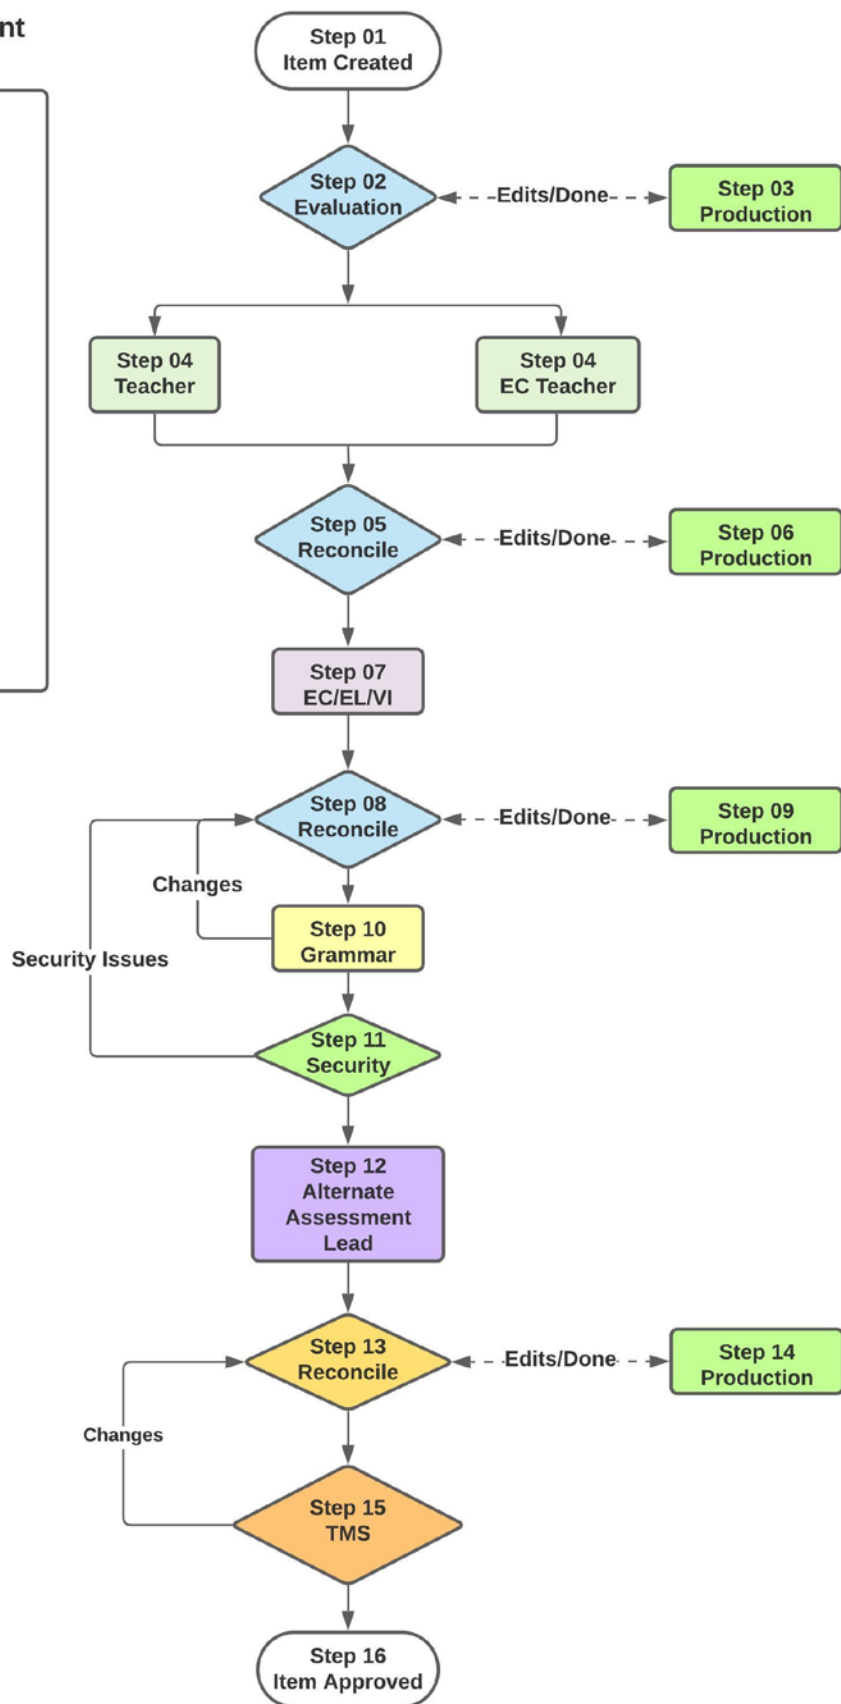 nt
Step 01
Item Created
Step 02
Evaluation
Edits/Done
Step 03
Production
Step 04
Teacher
Step 04
EC Teacher
Step 05
Reconcile
Edits/Done
Step 06
Production
Step 07
EC/EL/VI
Step 08
Reconcile
Edits/Done
Step 09
Production
Changes
Step 10
Grammar
Security Issues
Step 11
Security
Step 12
Alternate
Assessment
Lead
Step 13
Reconcile
Edits/Done
Step 14
Production
Changes
Step 15
TMS
Step 16
Item Approved